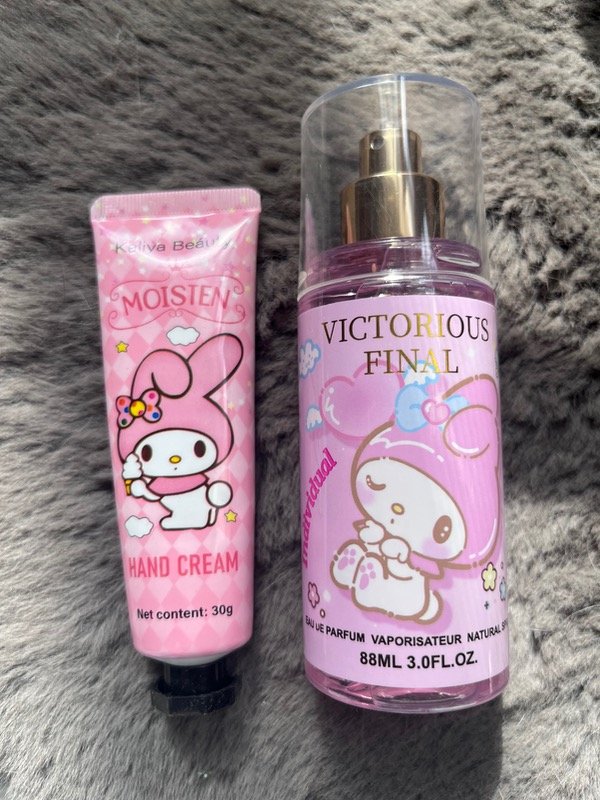 Kaliva Beauty
MOISTEN
HAND CREAM
Net content: 30g
VICTORIOUS
FINAL
Individual
EAU DE PARFUM VAPORISATEUR NATURAL
88ML 3.0FL.OZ.